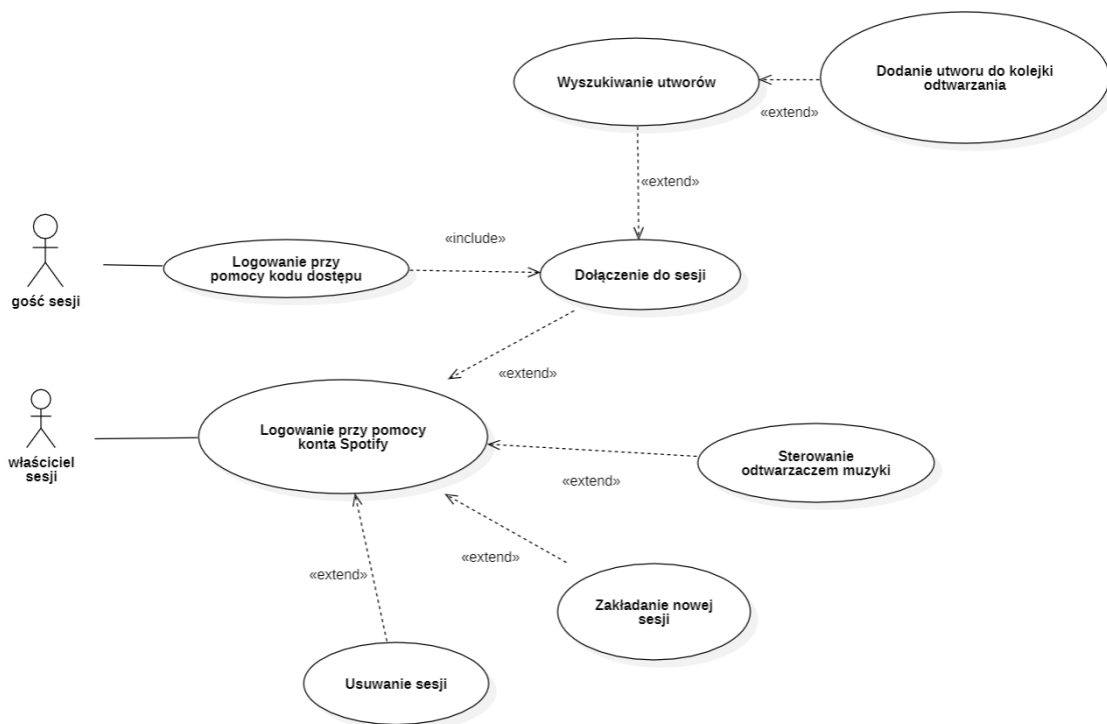 Wyszukiwanie utworów
Dodanie utworu do kolejki
odtwarzania
«extend»
«extend»
gość sesji
Logowanie przy
pomocy kodu dostępu
«include»
Dołączenie do sesji
«extend»
właściciel
sesji
Logowanie przy pomocy
konta Spotify
Sterowanie
odtwarzaczem muzyki
«extend»
«extend»
«extend»
Zakładanie nowej
sesji
Usuwanie sesji